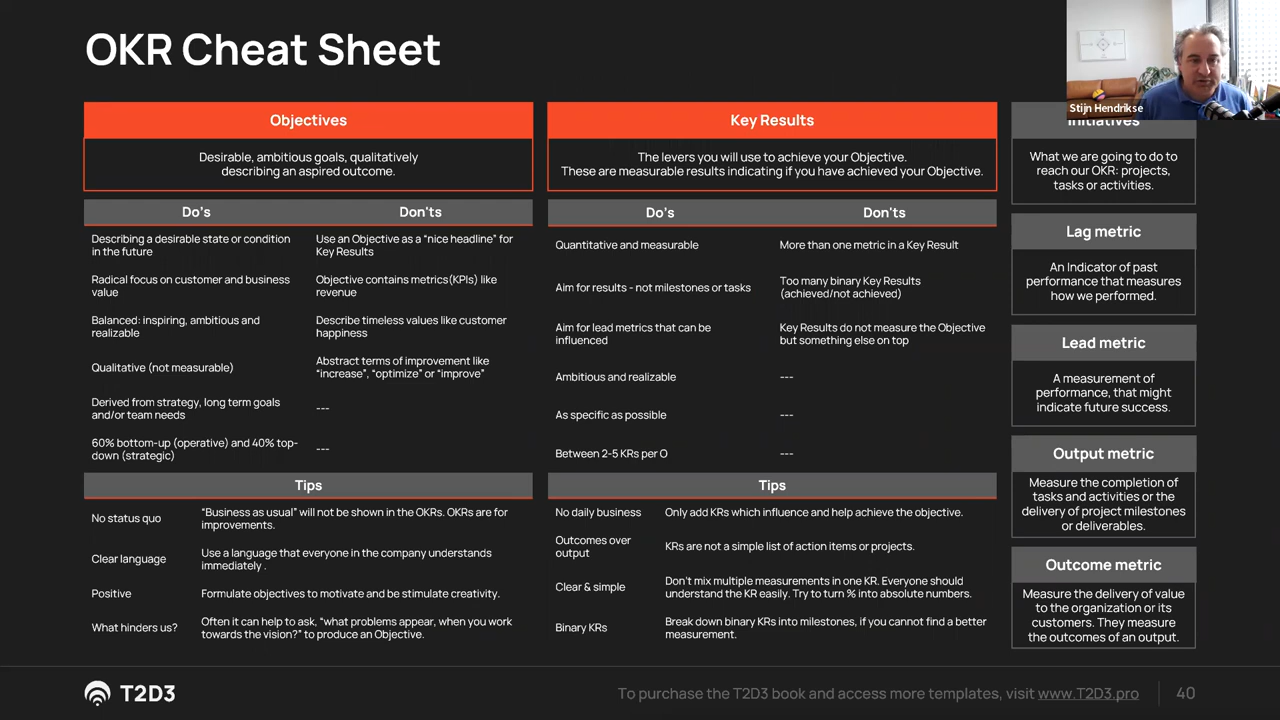 OKR Cheat Sheet
Stijn Hendrikse
Objectives
Desirable, ambitious goals, qualitatively
describing an aspired outcome.
Do's
Don'ts
Describing a desirable state or condition
in the future
Use an Objective as a “nice headline” for
Key Results
Radical focus on customer and business
value
Objective contains metrics(KPIs) like
revenue
Balanced: inspiring, ambitious and
realizable
Describe timeless values like customer
happiness
Qualitative (not measurable)
Abstract terms of improvement like
“increase”, “optimize” or “improve”
Derived from strategy, long term goals
and/or team needs
---
60% bottom-up (operative) and 40% top-
down (strategic)
---
Tips
No status quo
“Business as usual” will not be shown in the OKRs. OKRs are for
improvements.
Clear language
Use a language that everyone in the company understands
immediately .
Positive
Formulate objectives to motivate and be stimulate creativity.
What hinders us?
Often it can help to ask, “what problems appear, when you work
towards the vision?” to produce an Objective.
Key Results
The levers you will use to achieve your Objective.
These are measurable results indicating if you have achieved your Objective.
Do's
Don'ts
Quantitative and measurable
More than one metric in a Key Result
Aim for results - not milestones or tasks
Too many binary Key Results
(achieved/not achieved)
Aim for lead metrics that can be
influenced
Key Results do not measure the Objective
but something else on top
Ambitious and realizable
---
As specific as possible
---
Between 2-5 KRs per O
---
Tips
No daily business
Only add KRs which influence and help achieve the objective.
Outcomes over
output
KRs are not a simple list of action items or projects.
Clear & simple
Don't mix multiple measurements in one KR. Everyone should
understand the KR easily. Try to turn % into absolute numbers.
Binary KRs
Break down binary KRs into milestones, if you cannot find a better
measurement.
Initiatives
What we are going to do to
reach our OKR: projects,
tasks or activities.
Lag metric
An Indicator of past
performance that measures
how we performed.
Lead metric
A measurement of
performance, that might
indicate future success.
Output metric
Measure the completion of
tasks and activities or the
delivery of project milestones
or deliverables.
Outcome metric
Measure the delivery of value
to the organization or its
customers. They measure
the outcomes of an output.
T2D3
To purchase the T2D3 book and access more templates, visit www.T2D3.pro
40